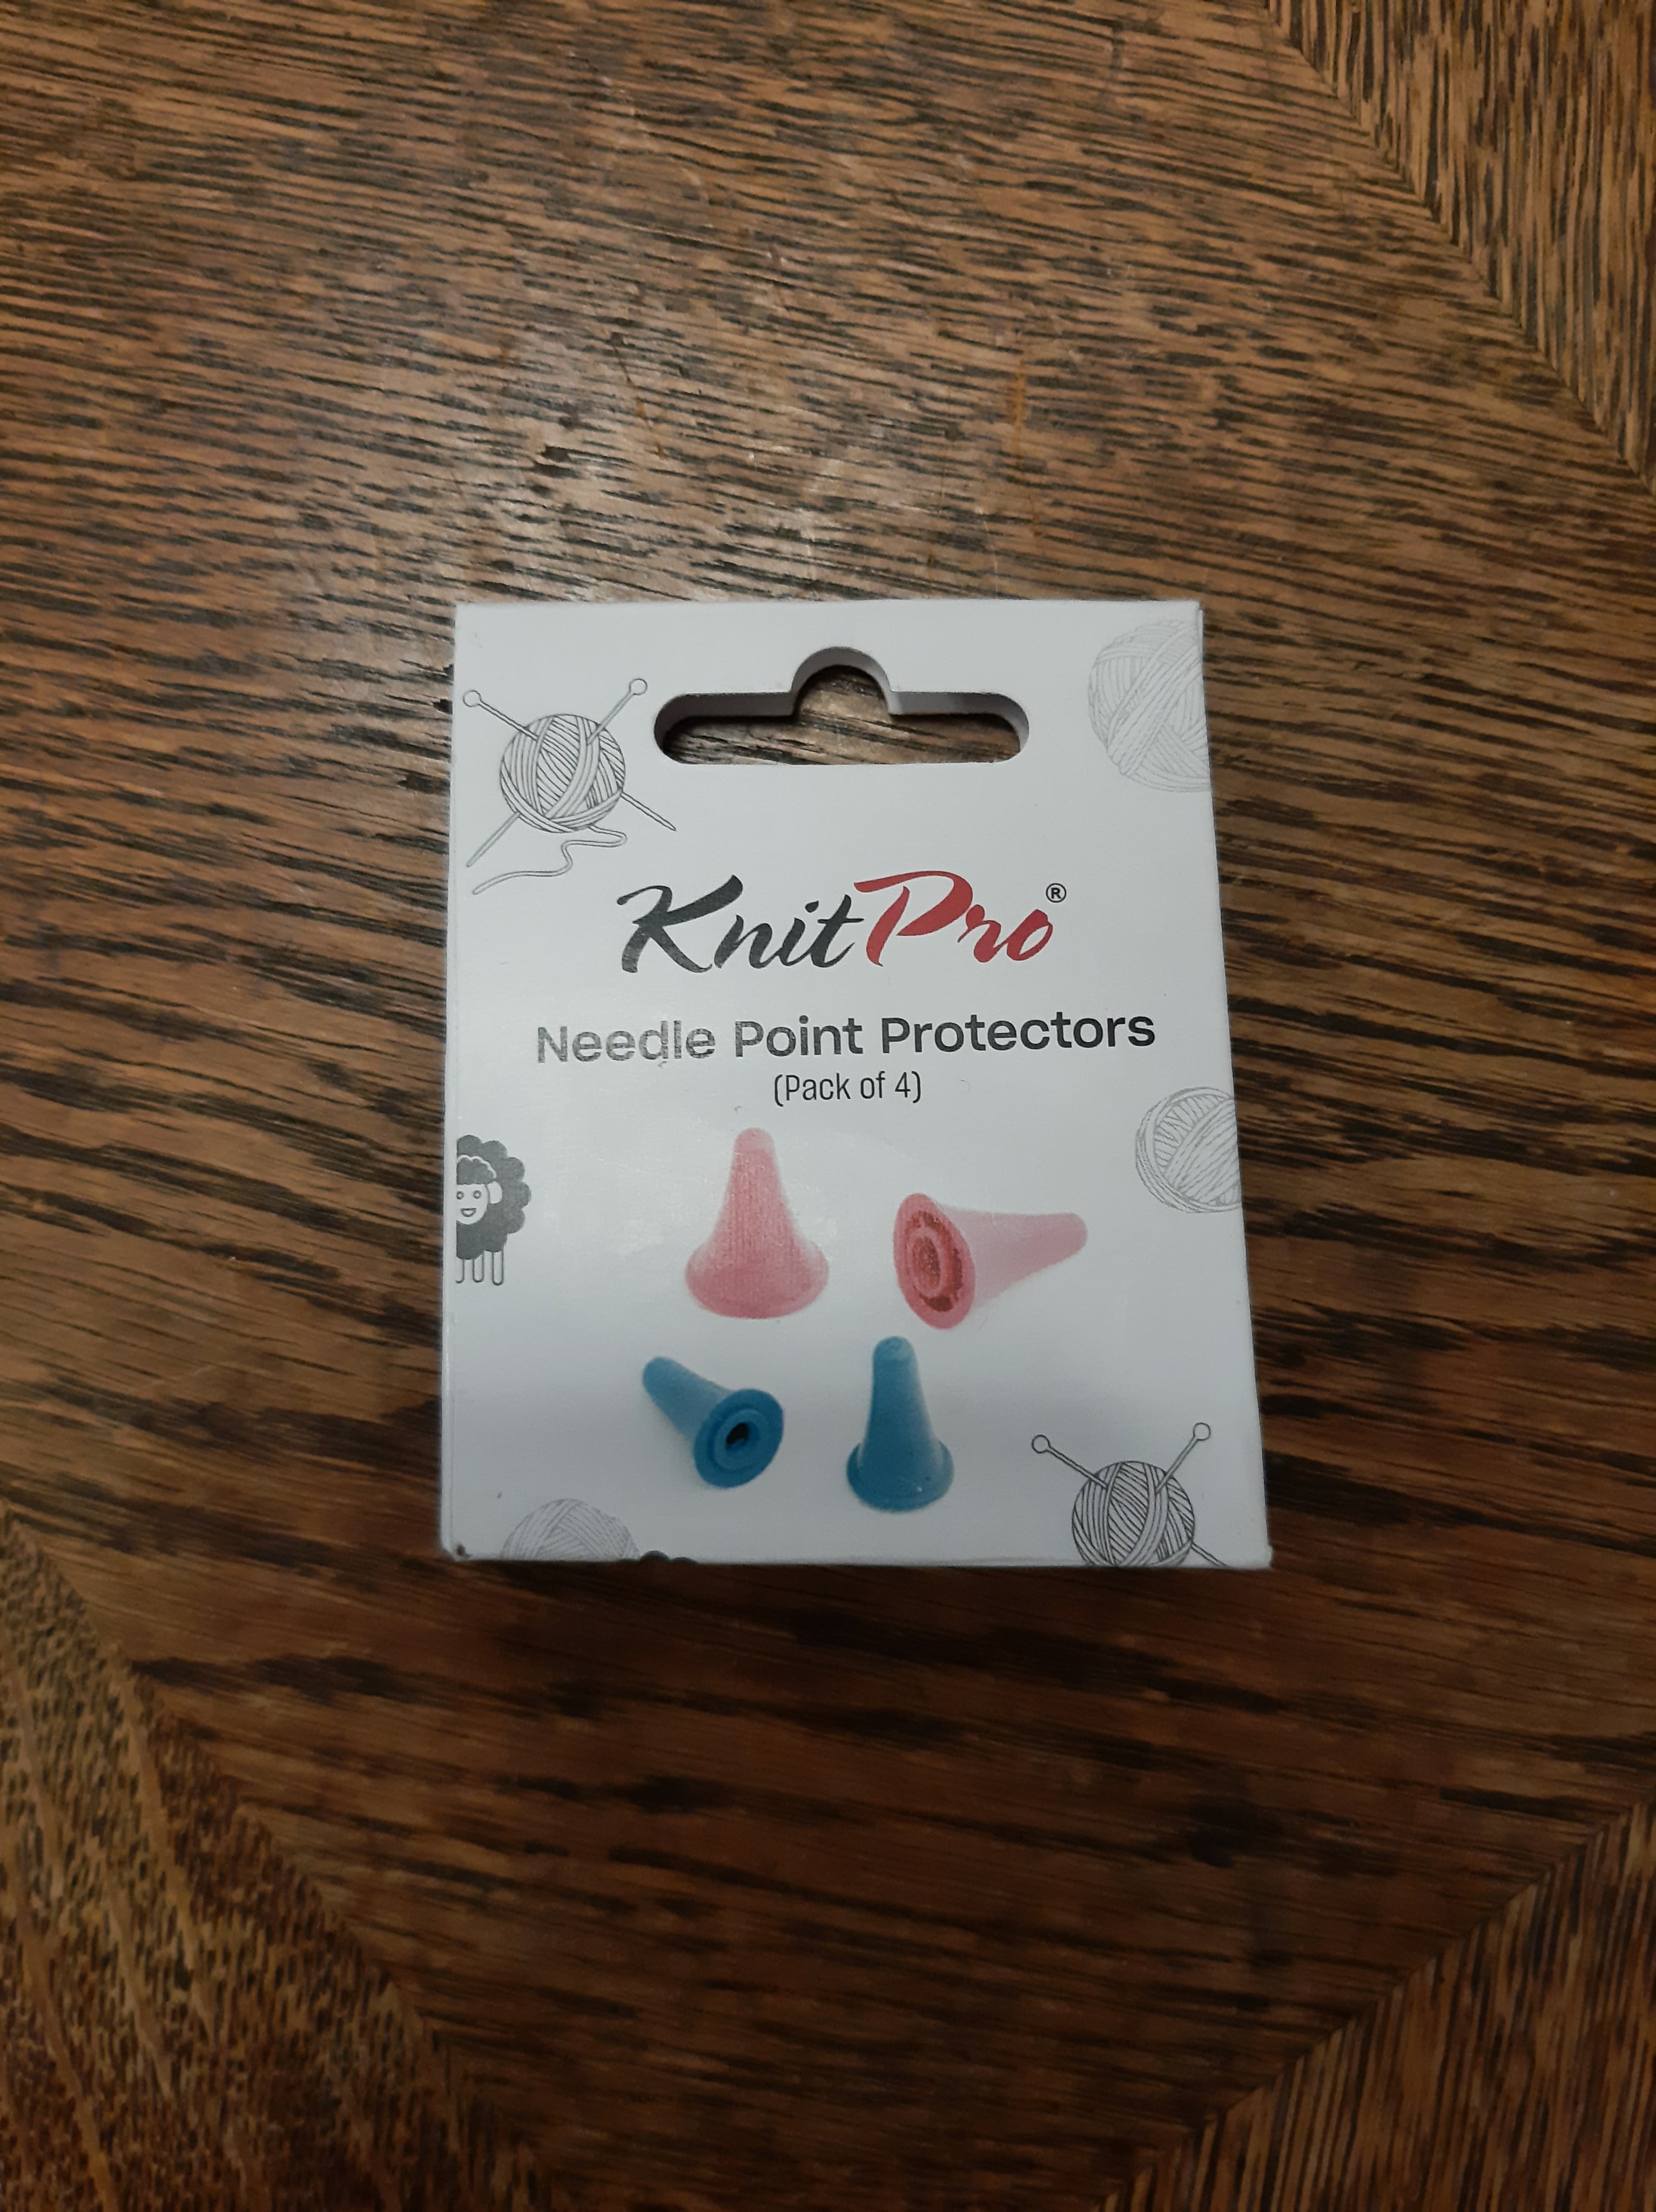 KnitPro®
Needle Point Protectors
(Pack of 4)